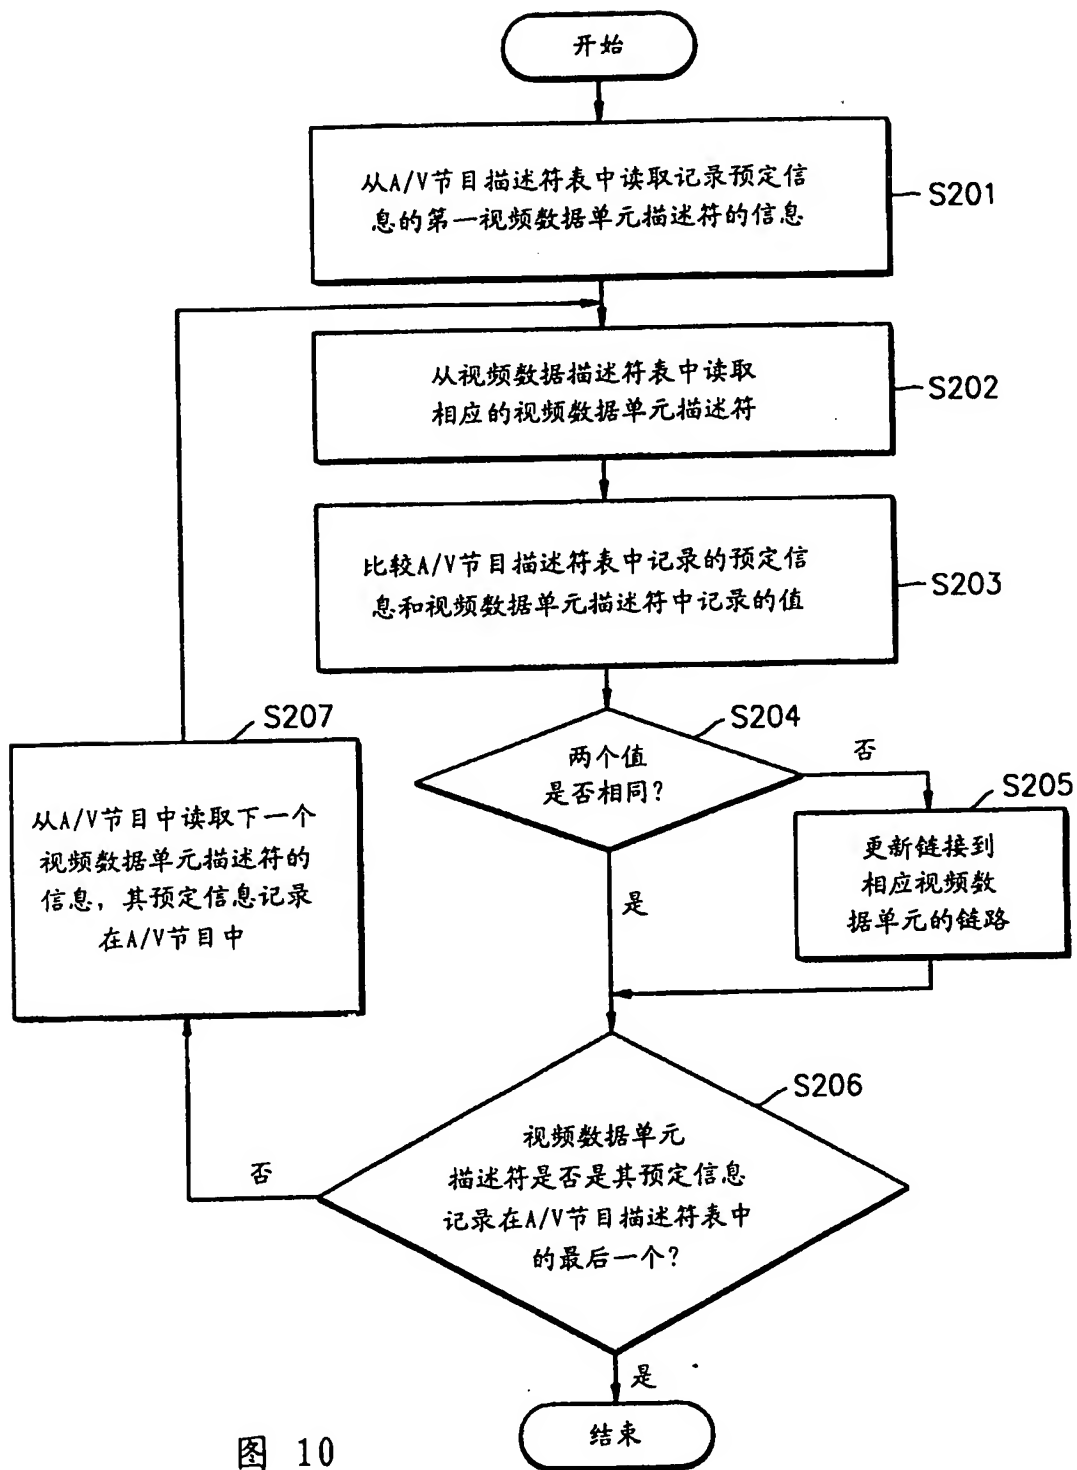 开始
从A/V节目描述符表中读取记录预定信
息的第一视频数据单元描述符的信息
S201
从视频数据描述符表中读取
相应的视频数据单元描述符
S202
比较A/V节目描述符表中记录的预定信
息和视频数据单元描述符中记录的值
S203
S204
两个值
是否相同?
否
是
S205
更新链接到
相应视频数
据单元的链路
S207
从A/V节目中读取下一个
视频数据单元描述符的
信息,其预定信息记录
在A/V节目中
S206
视频数据单元
描述符是否是其预定信息
记录在A/V节目描述符表中
的最后一个?
否
是
结束
图 10